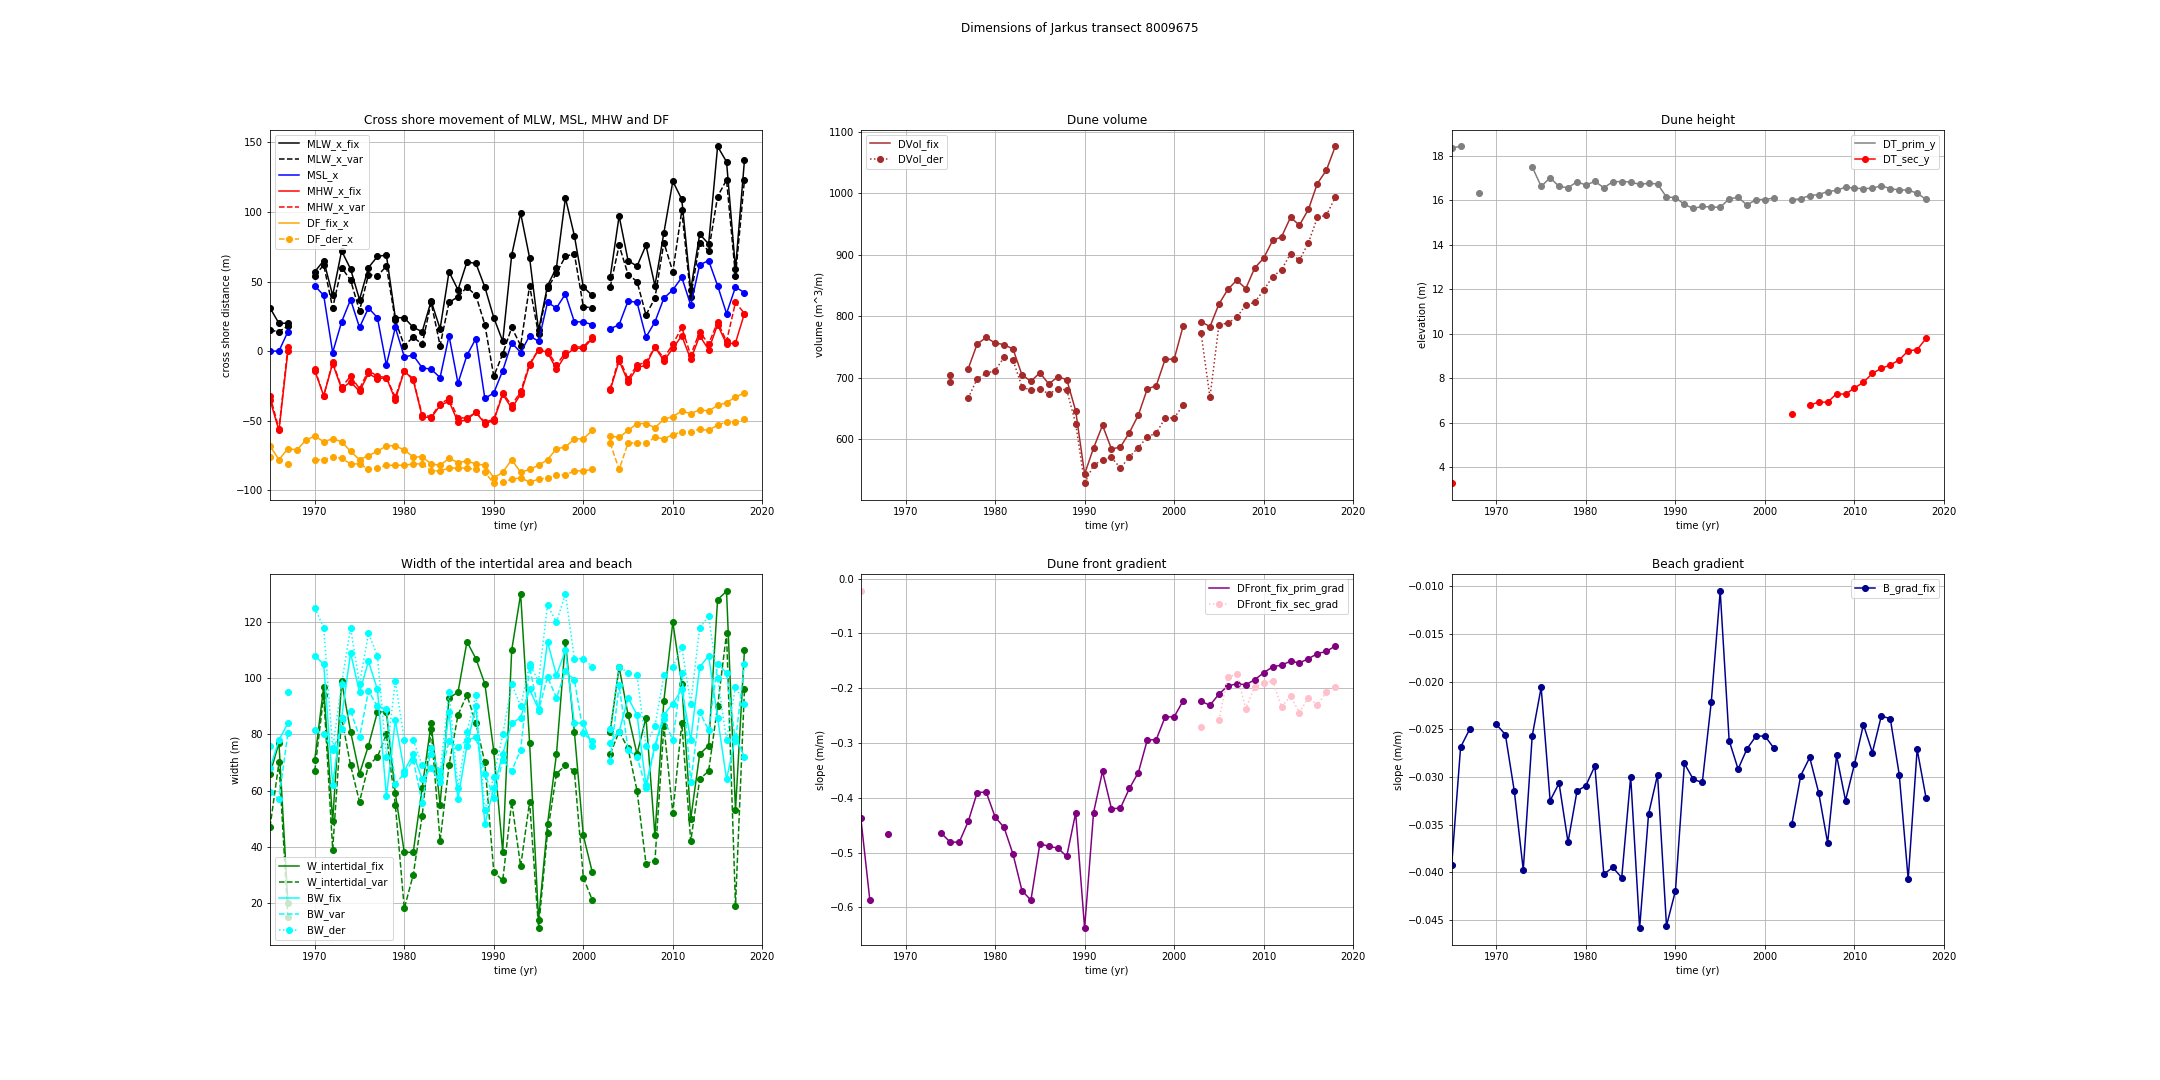 Dimensions of Jarkus transect 8009675
Cross shore movement of MLW, MSL, MHW and DF
MLW_x_fix
MLW_x_var
MSL_x
MHW_x_fix
MHW_x_var
DF_fix_x
DF_der_x
cross shore distance (m)
150
100
50
0
−50
−100
1970 1980 1990 2000 2010 2020
time (yr)
Dune volume
DVol_fix
DVol_der
volume (m^3/m)
1100
1000
900
800
700
600
1970 1980 1990 2000 2010 2020
time (yr)
Dune height
DT_prim_y
DT_sec_y
elevation (m)
18
16
14
12
10
8
6
4
1970 1980 1990 2000 2010 2020
time (yr)
Width of the intertidal area and beach
W_intertidal_fix
W_intertidal_var
BW_fix
BW_var
BW_der
width (m)
120
100
80
60
40
20
1970 1980 1990 2000 2010 2020
time (yr)
Dune front gradient
DFront_fix_prim_grad
DFront_fix_sec_grad
slope (m/m)
0.0
−0.1
−0.2
−0.3
−0.4
−0.5
−0.6
1970 1980 1990 2000 2010 2020
time (yr)
Beach gradient
B_grad_fix
slope (m/m)
−0.010
−0.015
−0.020
−0.025
−0.030
−0.035
−0.040
−0.045
1970 1980 1990 2000 2010 2020
time (yr)